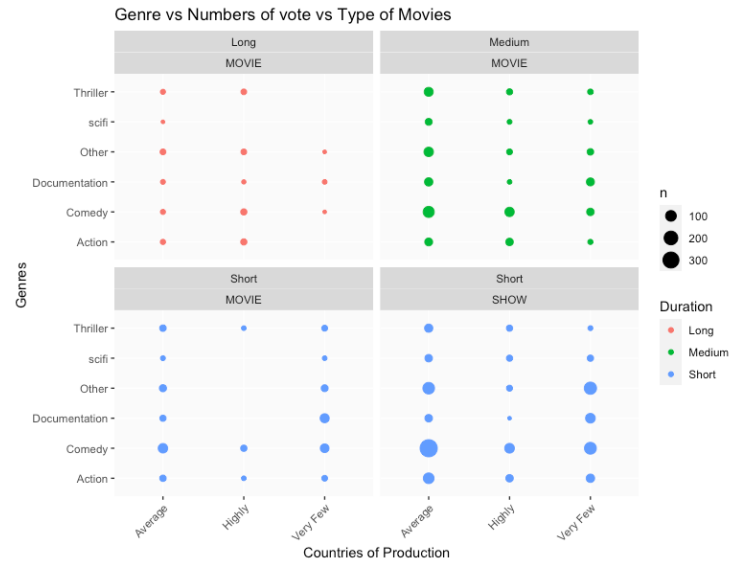 Genre vs Numbers of vote vs Type of Movies
Long
MOVIE
Medium
MOVIE
Thriller
scifi
Other
Documentation
Comedy
Action
Short
MOVIE
Short
SHOW
Thriller
scifi
Other
Documentation
Comedy
Action
Genres
Average
Highly
Very Few
Average
Highly
Very Few
Countries of Production
n
100
200
300
Duration
Long
Medium
Short